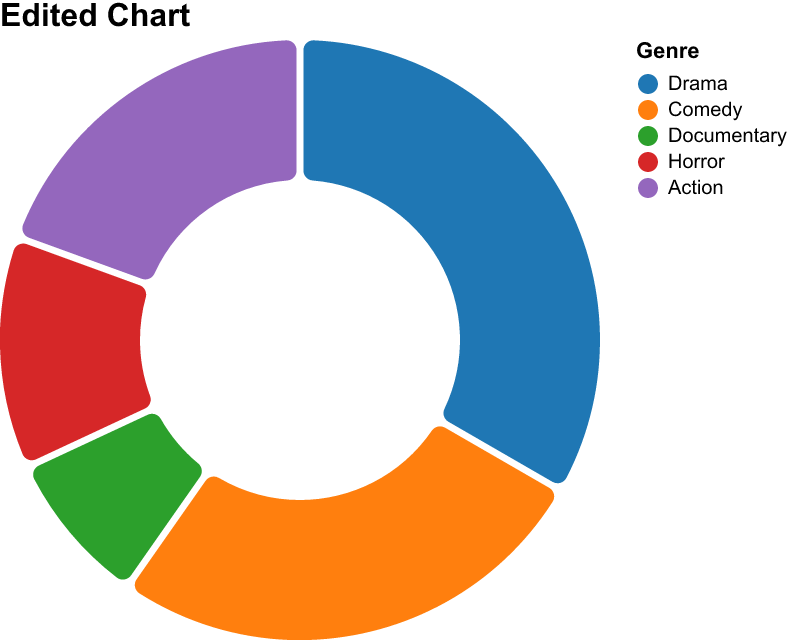 Edited Chart
Genre
Drama
Comedy
Documentary
Horror
Action